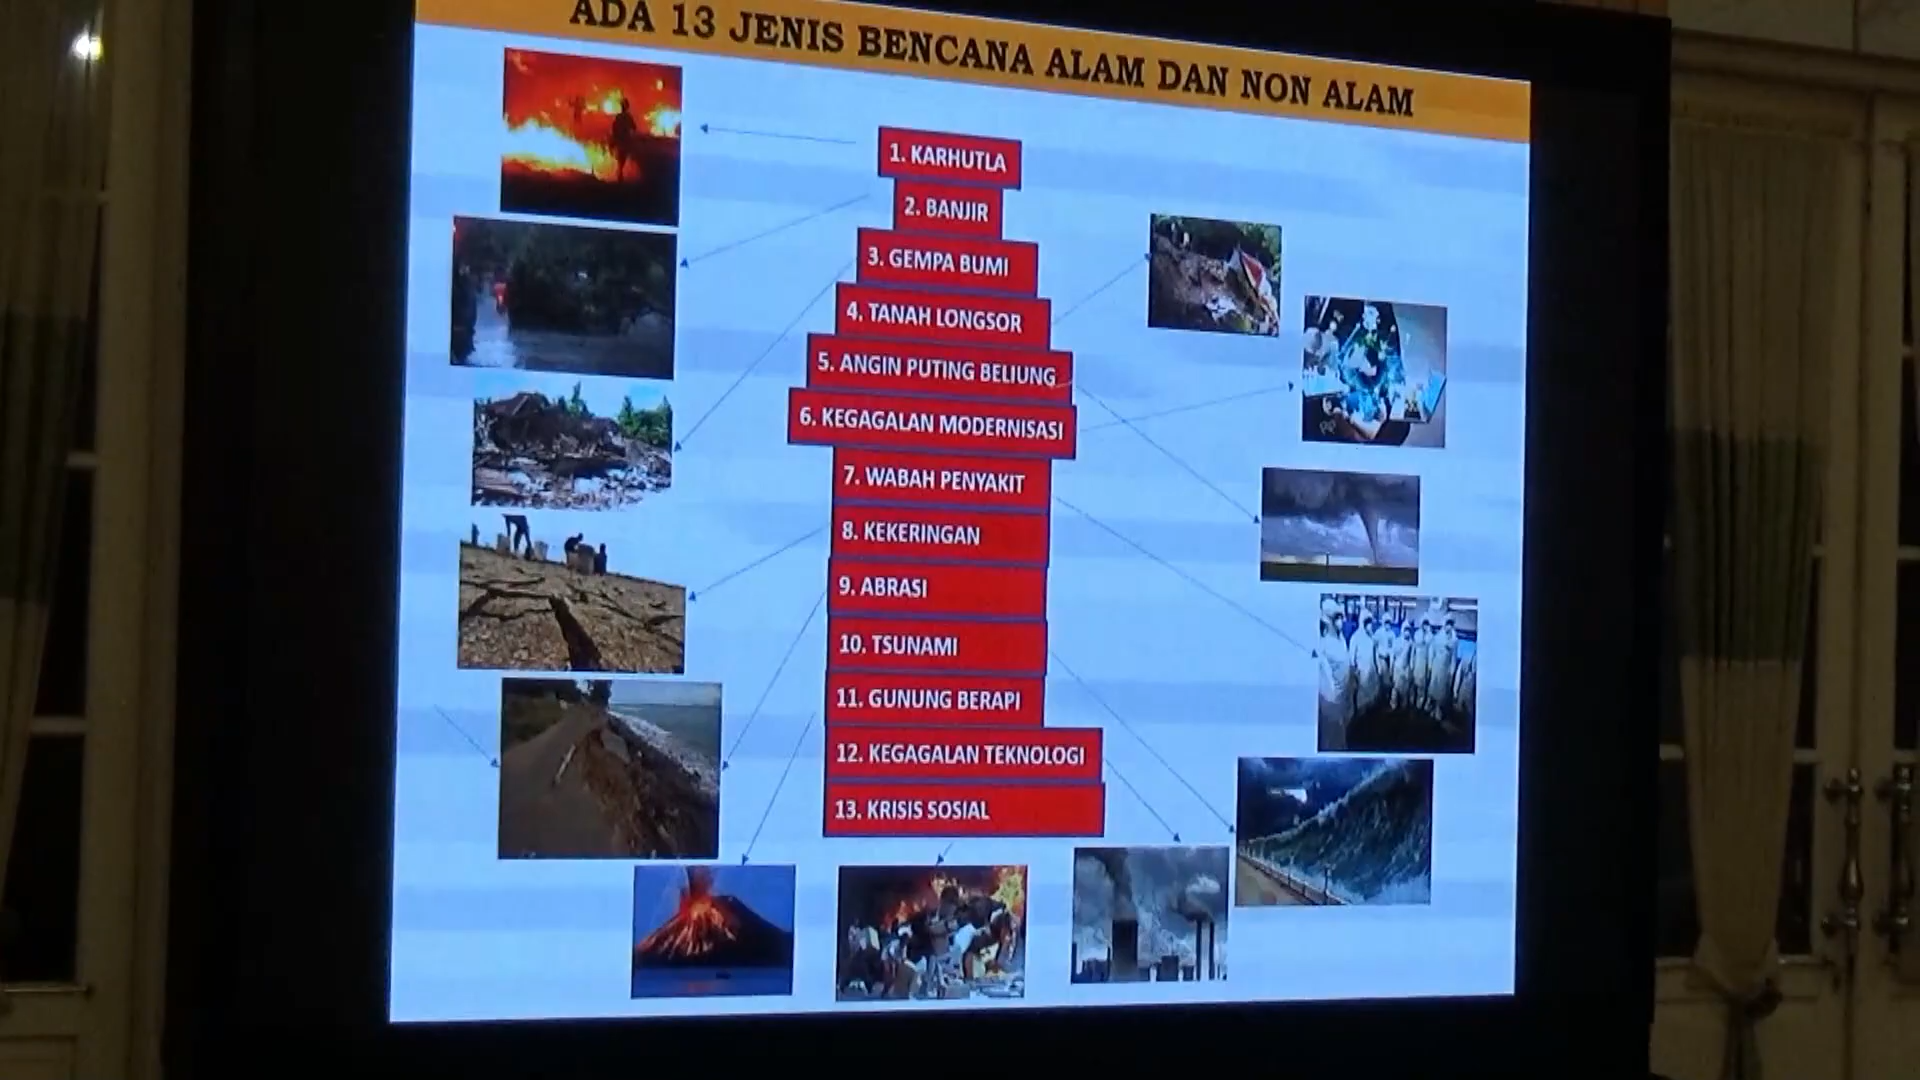 ADA 13 JENIS BENCANA ALAM DAN NON ALAM
1. KARHUTLA
2. BANJIR
3. GEMPA BUMI
4. TANAH LONGSOR
5. ANGIN PUTING BELIUNG
6. KEGAGALAN MODERNISASI
7. WABAH PENYAKIT
8. KEKERINGAN
9. ABRASI
10. TSUNAMI
11. GUNUNG BERAPI
12. KEGAGALAN TEKNOLOGI
13. KRISIS SOSIAL